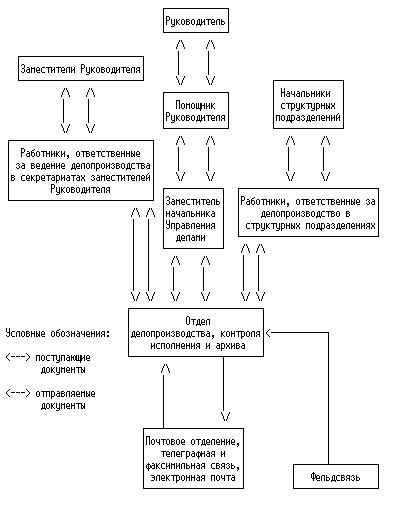 Руководитель
Заместители Руководителя
Помощник
Руководителя
Начальники
структурных
подразделений
Работники, ответственные
за ведение делопроизводства
в секретариатах заместителей
Руководителя
Заместитель
начальника
Управления
делами
Работники, ответственные за
делопроизводство в
структурных подразделениях
Отдел
делопроизводства, контроля
исполнения и архива
Условные обозначения:
<---> поступающие
документы
<---> отправляемые
документы
Почтовое отделение,
телеграфная и
факсимильная связь,
электронная почта
Фельдсвязь